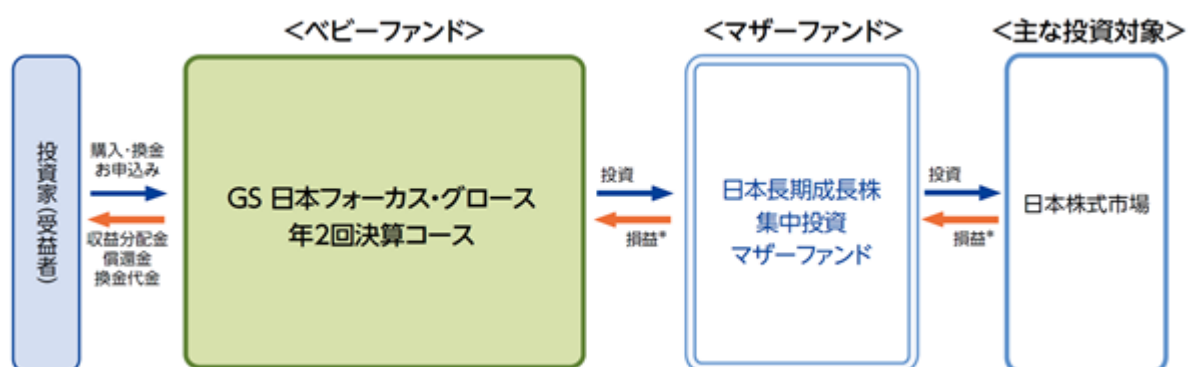 <ベビーファンド>
<マザーファンド>
<主な投資対象>
投資家(受益者)
購入・換金
お申込み
収益分配金
償還金
換金代金
GS 日本フォーカス・グロース
年2回決算コース
投資
損益*
日本長期成長株
集中投資
マザーファンド
投資
損益*
日本株式市場